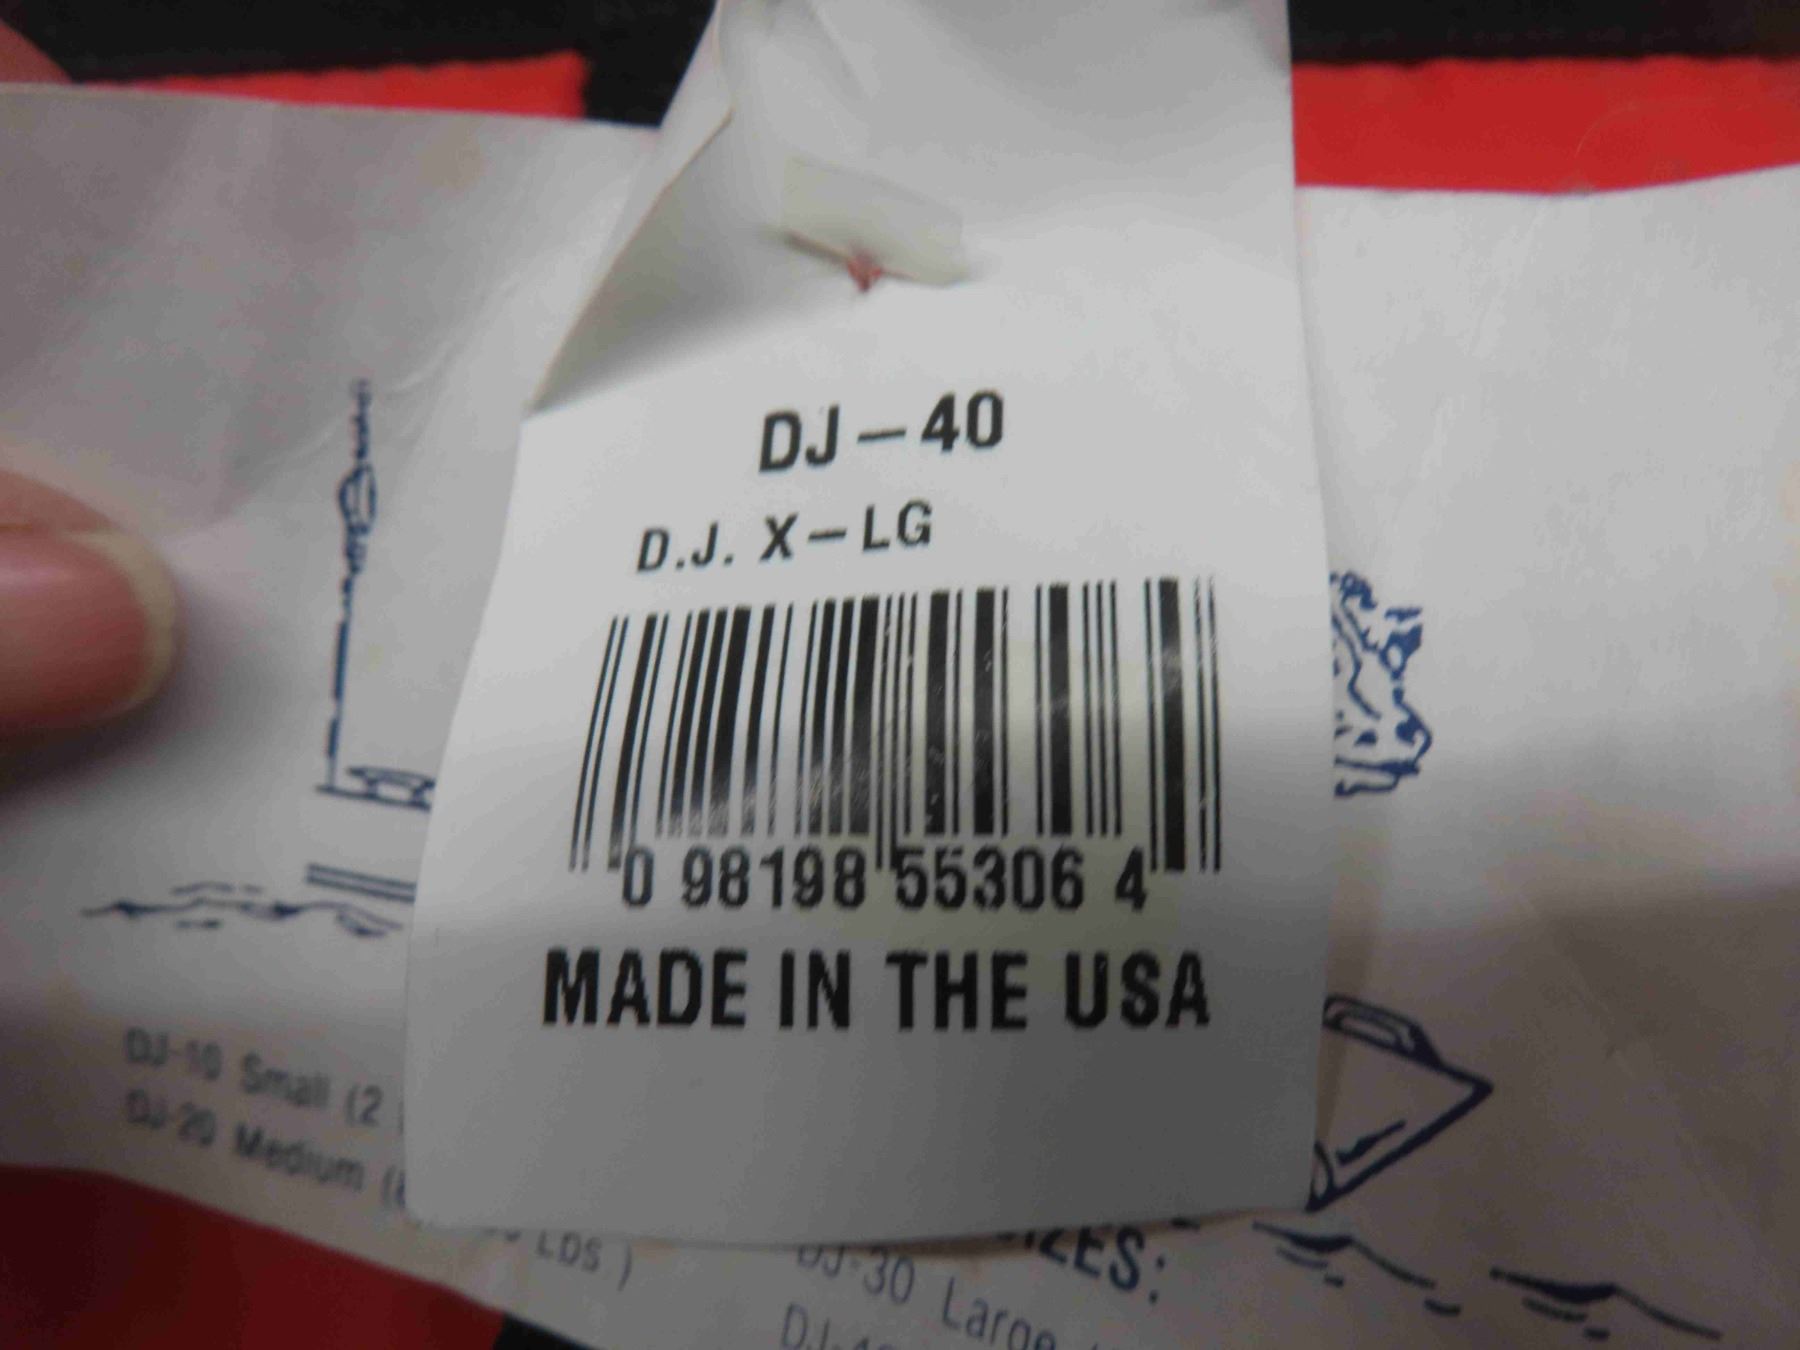 DJ-40
D.J. X-LG
0 98198 55306 4
MADE IN THE USA
DJ-10 Small (2
DJ-20 Medium (
LBS.)
DJ-30 Large